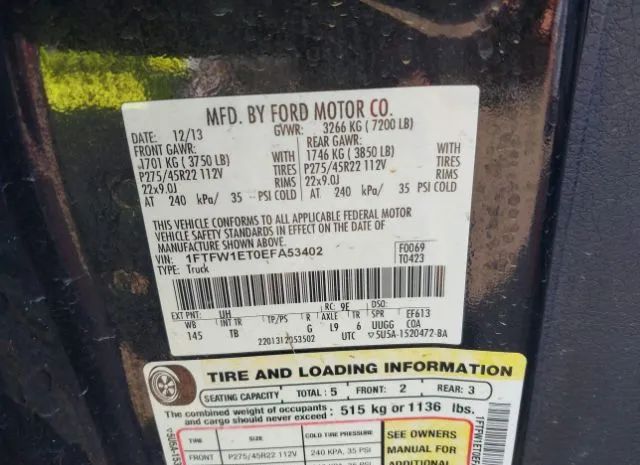 MFD. BY FORD MOTOR CO.
DATE: 12/13 GVWR: 3266 KG ( 7200 LB)
FRONT GAWR: REAR GAWR:
1701 KG ( 3750 LB) WITH 1746 KG ( 3850 LB) WITH
P275/45R22 112V TIRES P275/45R22 112V TIRES
22x9.0J RIMS 22x9.0J RIMS
AT 240 kPa/ 35 PSI COLD AT 240 kPa/ 35 PSI COLD
THIS VEHICLE CONFORMS TO ALL APPLICABLE FEDERAL MOTOR
VEHICLE SAFETY STANDARDS IN EFFECT ON THE DATE OF
MANUFACTURE SHOWN ABOVE.
VIN: 1FTFW1ET0EFA53402 F0069
TYPE: Truck T0423
EXT PNT: UH RC: 9E DSO:
WB INT TR TP/PS R AXLE TR SPR EF613
145 TB G L9 6 UUGG COA
2201312053502 UTC 5U5A-1520472-BA
TIRE AND LOADING INFORMATION
SEATING CAPACITY TOTAL: 5 FRONT: 2 REAR: 3
The combined weight of occupants
and cargo should never exceed: 515 kg or 1136 lbs.
TIRE SIZE COLD TIRE PRESSURE SEE OWNERS
FRONT P275/45R22 112V 240 KPA, 35 PSI MANUAL FOR